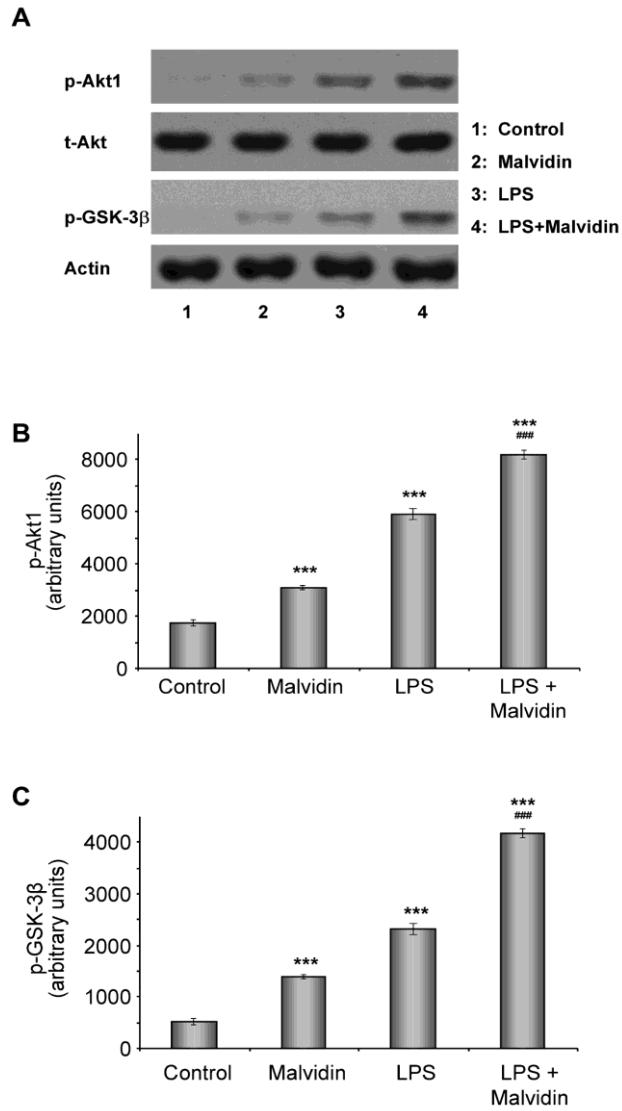 A
p-Akt1
t-Akt
p-GSK-3β
Actin
1 2 3 4
1: Control
2: Malvidin
3: LPS
4: LPS+Malvidin
B
p-Akt1
(arbitrary units)
8000
6000
4000
2000
0
***
***
***
***
###
Control Malvidin LPS LPS +
Malvidin
C
p-GSK-3β
(arbitrary units)
4000
3000
2000
1000
0
***
***
***
###
Control Malvidin LPS LPS +
Malvidin